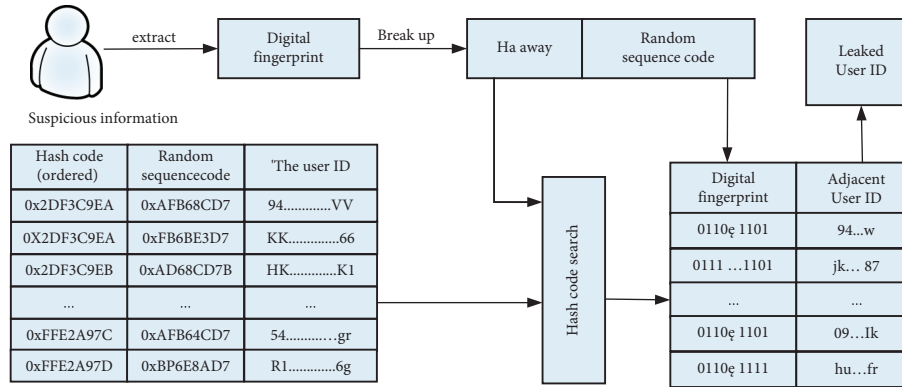 extract
Digital
fingerprint
Break up
Ha away
Random
sequence code
Leaked
User ID
Suspicious information
Hash code
(ordered)
Random
sequencecode
'The user ID
0x2DF3C9EA 0xAFB68CD7 94.............VV
0X2DF3C9EA 0xFB6BE3D7 KK..............66
0x2DF3C9EB 0xAD68CD7B HK..............K1
... ... ...
0xFFE2A97C 0xAFB64CD7 54..........…gr
0xFFE2A97D 0xBP6E8AD7 R1.............6g
Hash code search
Digital
fingerprint
Adjacent
User ID
0110ę 1101 94...w
0111 …1101 jk… 87
... ...
0110ę 1101 09…Ik
0110ę 1111 hu…fr